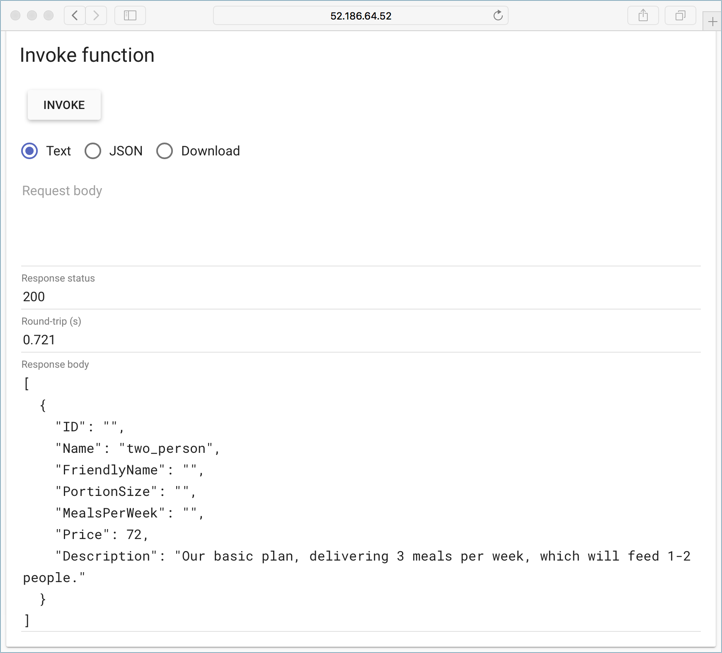 52.186.64.52
Invoke function
INVOKE
Text JSON Download
Request body
Response status
200
Round-trip (s)
0.721
Response body
[
  {
    "ID": "",
    "Name": "two_person",
    "FriendlyName": "",
    "PortionSize": "",
    "MealsPerWeek": "",
    "Price": 72,
    "Description": "Our basic plan, delivering 3 meals per week, which will feed 1-2
people."
  }
]